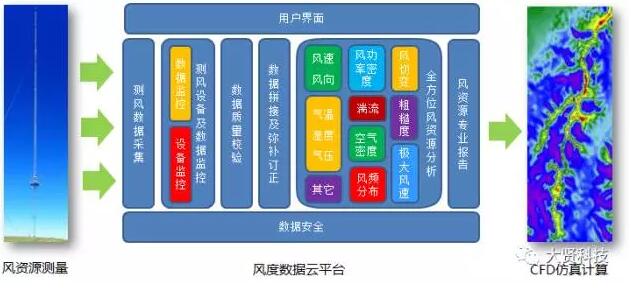 用户界面
测风数据采集
数据监控
设备监控
测风设备及数据监控
数据质量校验
数据拼接及弥补订正
风速
风向
风功
率密
度
风切
变
气温
湿度
气压
湍流
粗糙
度
空气
密度
极大
风速
其它
风频
分布
全方位风资源分析
风资源专业报告
数据安全
大贤科技
风资源测量
风度数据云平台
CFD仿真计算